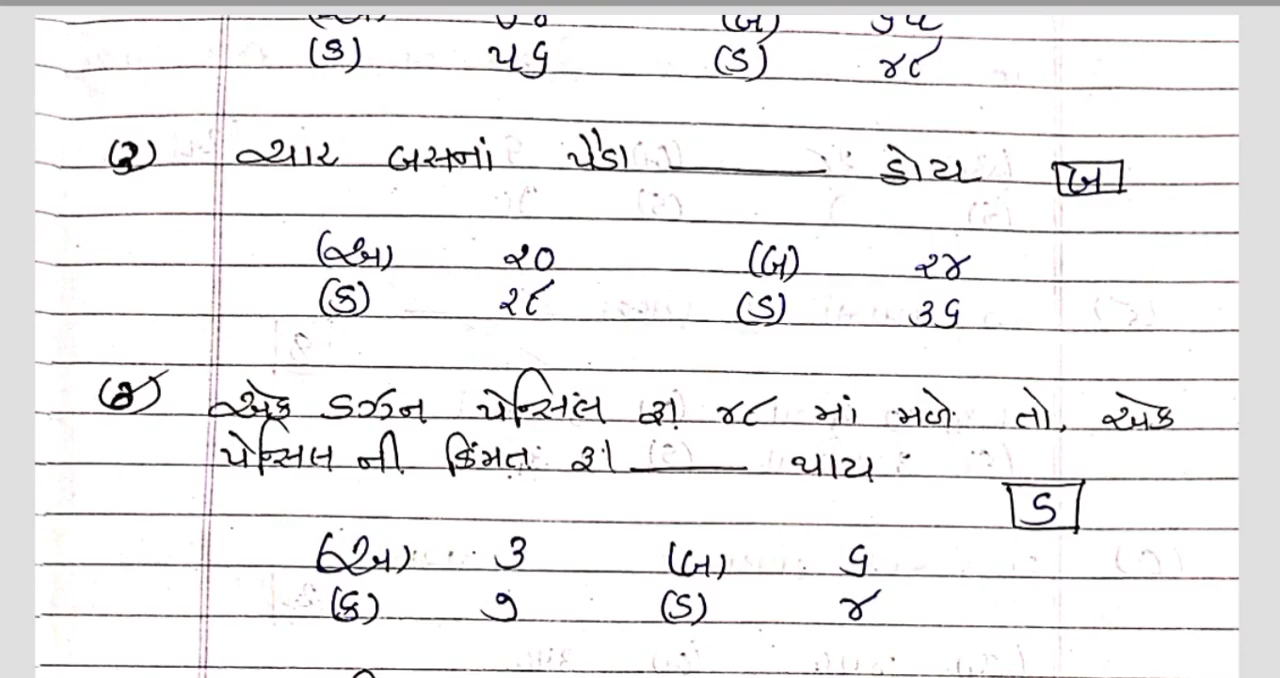 (ક) ૫૬ (ડ) ૪૮
(૩) ચાર બસનાં પૈડા ______ હોય બ
(અ) ૨૦ (બ) ૨૪
(ક) ૨૮ (ડ) ૩૬
(૪) એક ડઝન પેન્સિલ રૂા ૪૮ માં મળે તો, એક
પેન્સિલ ની કિંમત રૂા ______ થાય
ડ
(અ) ૩ (બ) ૬
(ક) ૭ (ડ) ૪